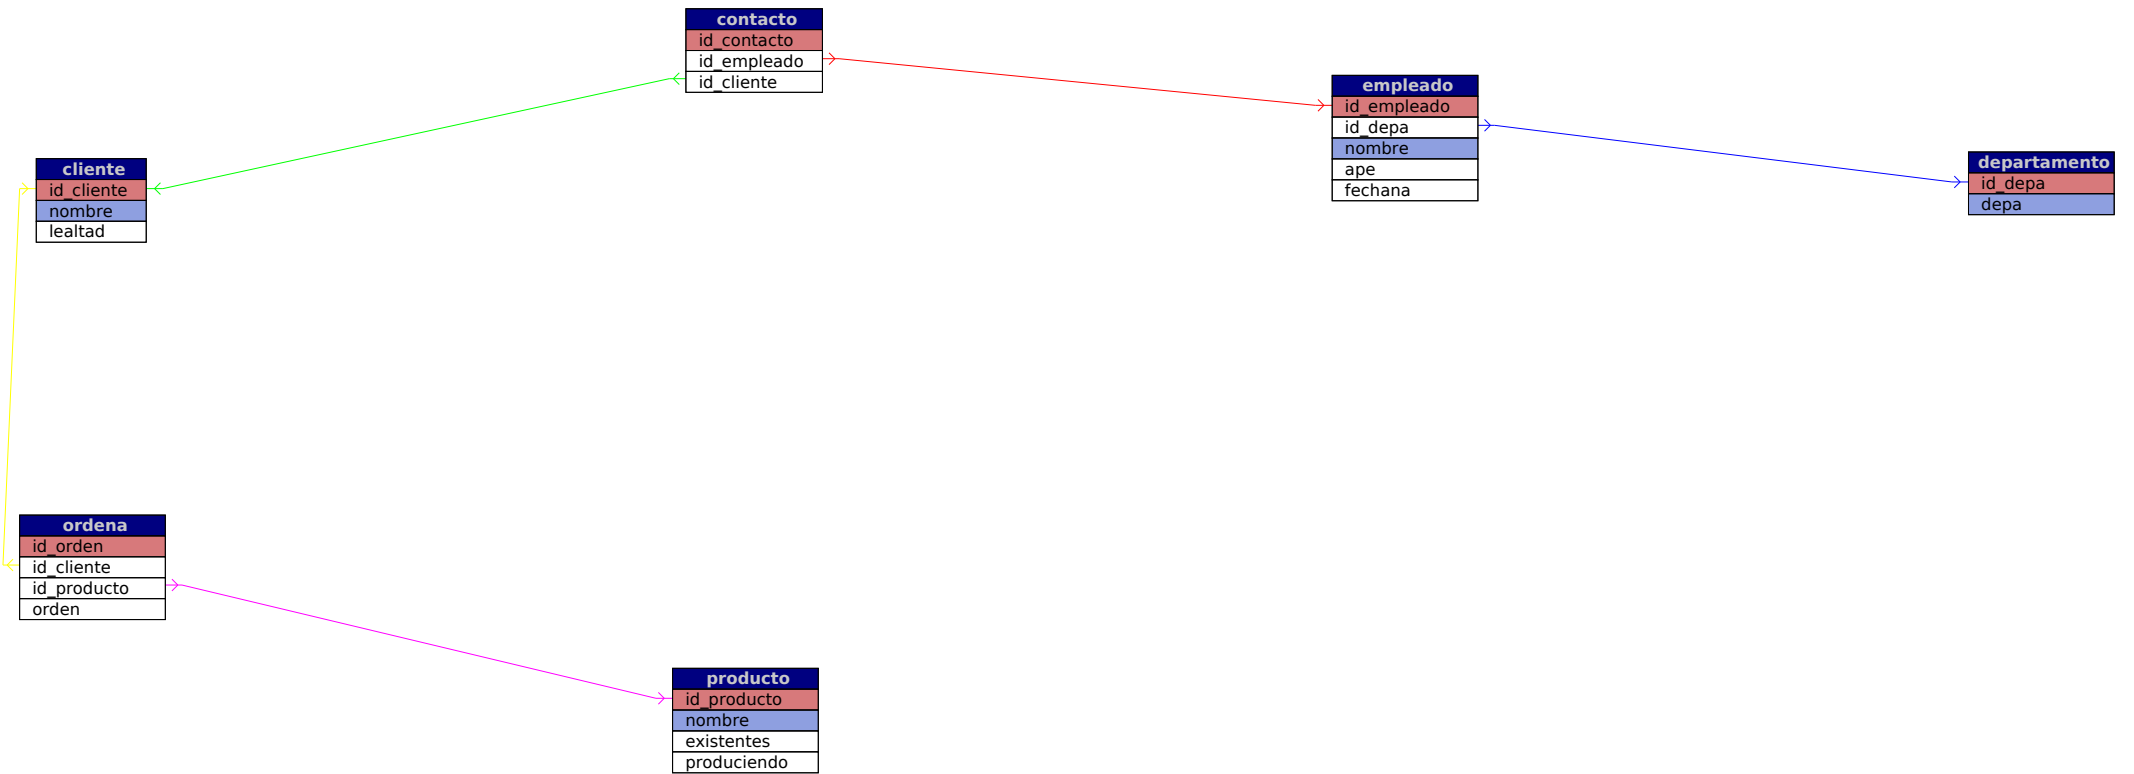 contacto
id_contacto
id_empleado
id_cliente
empleado
id_empleado
id_depa
nombre
ape
fechana
departamento
id_depa
depa
cliente
id_cliente
nombre
lealtad
ordena
id_orden
id_cliente
id_producto
orden
producto
id_producto
nombre
existentes
produciendo